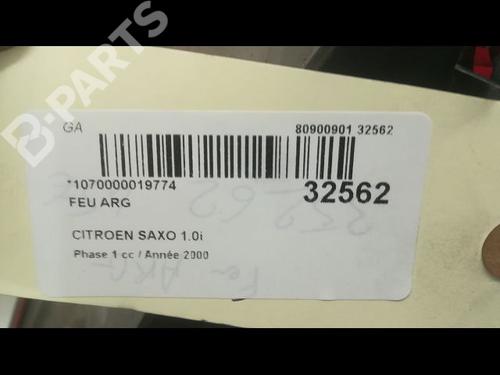 B-PARTS
GA
80900901 32562
*1070000019774
32562
FEU ARG
CITROEN SAXO 1.0i
Phase 1 cc / Année 2000